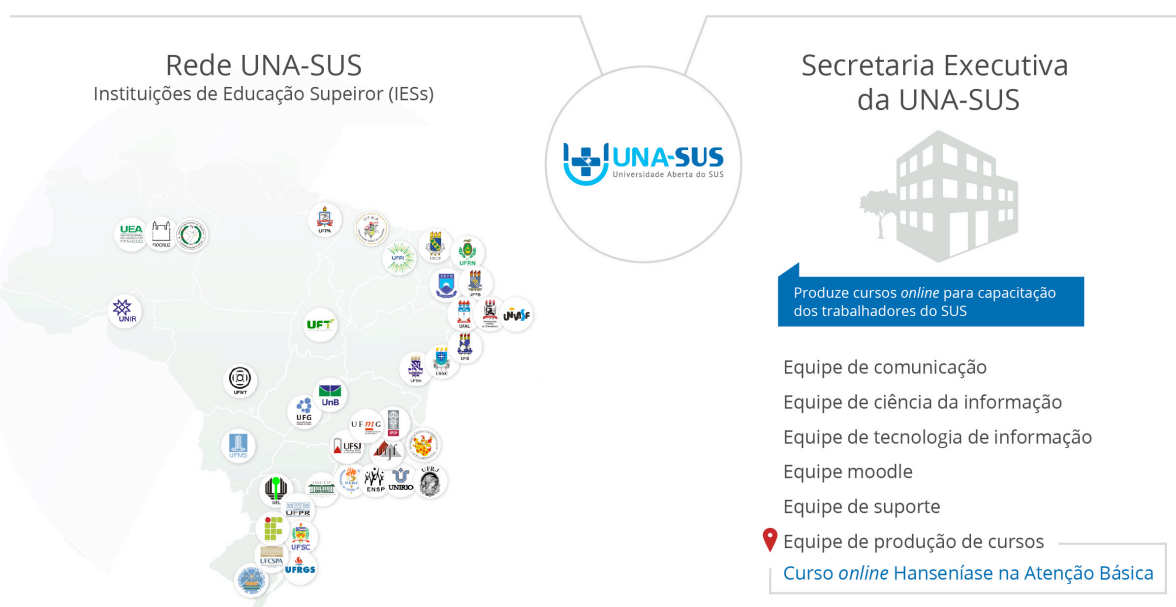 Rede UNA-SUS
Instituições de Educação Supeiror (IESs)
UNA-SUS
Universidade Aberta do SUS
Secretaria Executiva
da UNA-SUS
Produze cursos online para capacitação
dos trabalhadores do SUS
Equipe de comunicação
Equipe de ciência da informação
Equipe de tecnologia de informação
Equipe moodle
Equipe de suporte
Equipe de produção de cursos
Curso online Hanseníase na Atenção Básica
UFPA
UEA
FIOCRUZ
UFPI
UFRN
UNIR
UFT
UFAL
UNIVASF
UFS
UFBA
UnB
UFG
UFMG
UFMS
UFSJ
UERJ
ENSP
UNIRIO
UEL
UFPR
IF
UFSC
UFCSPA
UFRGS